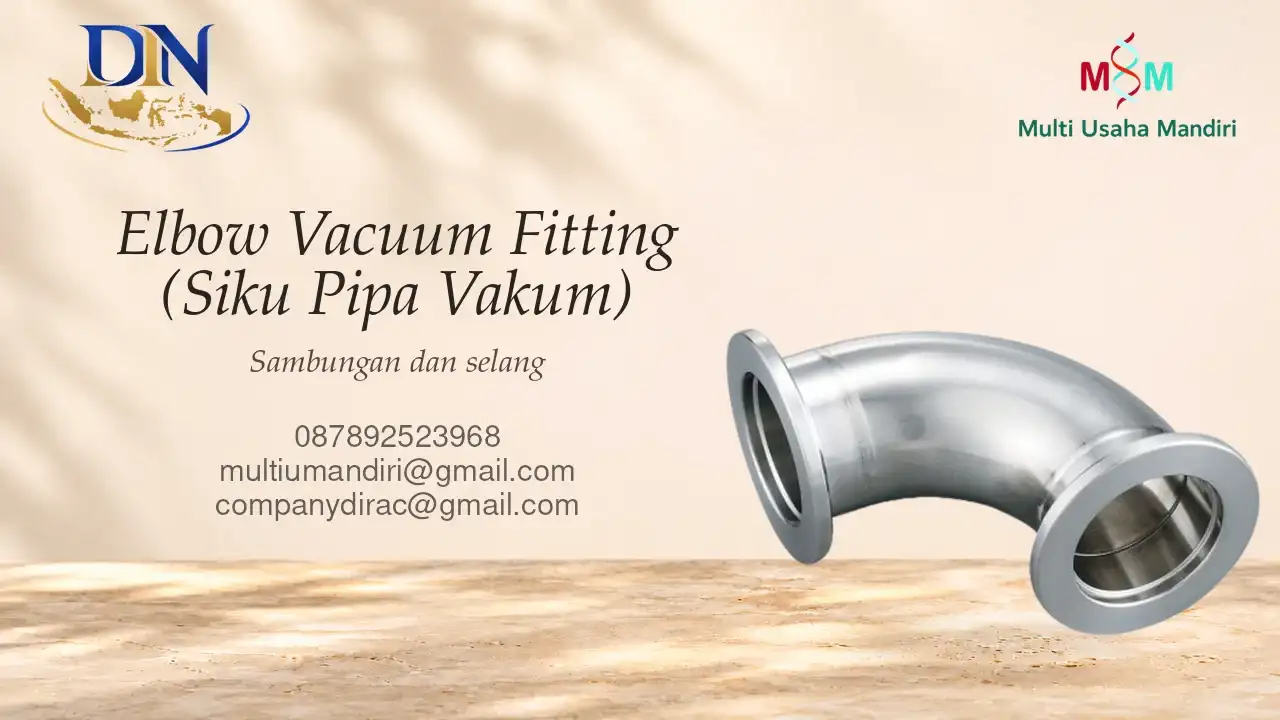 DIN
MSM
Multi Usaha Mandiri
Elbow Vacuum Fitting
(Siku Pipa Vakum)
Sambungan dan selang
087892523968
multiumandiri@gmail.com
companydirac@gmail.com